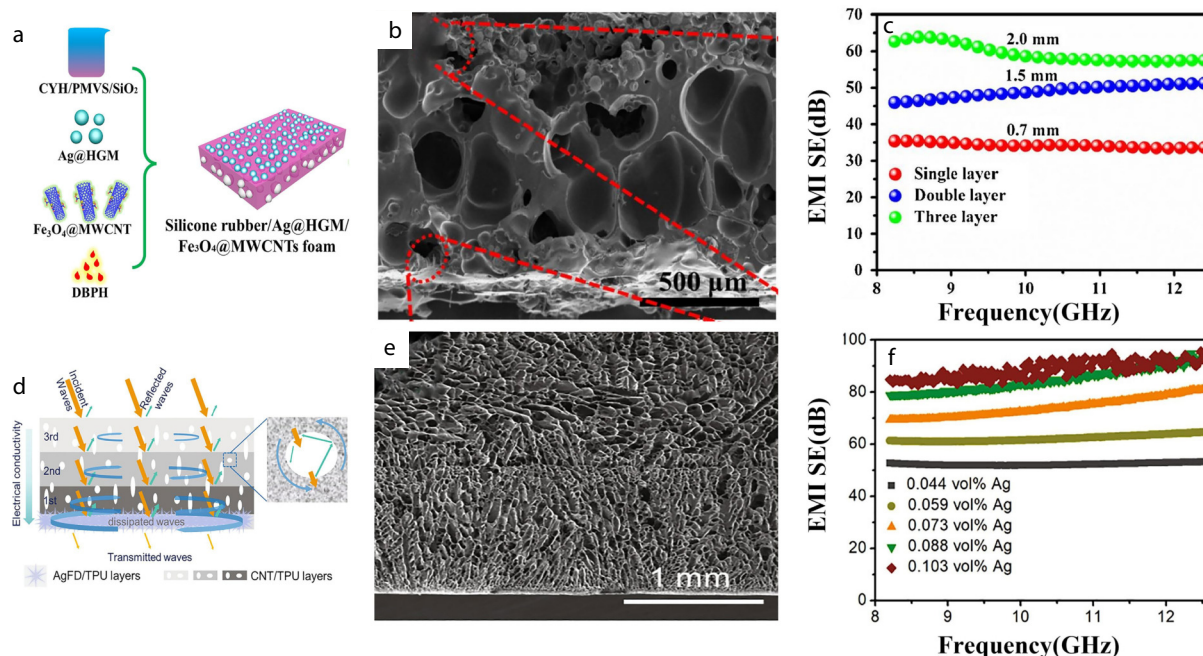 a
CYH/PMVS/SiO₂
Ag@HGM
Fe₃O₄@MWCNT
DBPH
Silicone rubber/Ag@HGM/
Fe₃O₄@MWCNTs foam
b
500 µm
c
EMI SE(dB)
70
60
50
40
30
20
10
0
2.0 mm
1.5 mm
0.7 mm
Single layer
Double layer
Three layer
8
9
10
11
12
Frequency(GHz)
d
Incident
Waves
Reflected
waves
Electrical conductivity
3rd
2nd
1st
dissipated waves
Transmitted waves
AgFD/TPU layers
CNT/TPU layers
e
1 mm
f
EMI SE(dB)
100
80
60
40
20
0
0.044 vol% Ag
0.059 vol% Ag
0.073 vol% Ag
0.088 vol% Ag
0.103 vol% Ag
8
9
10
11
12
Frequency(GHz)